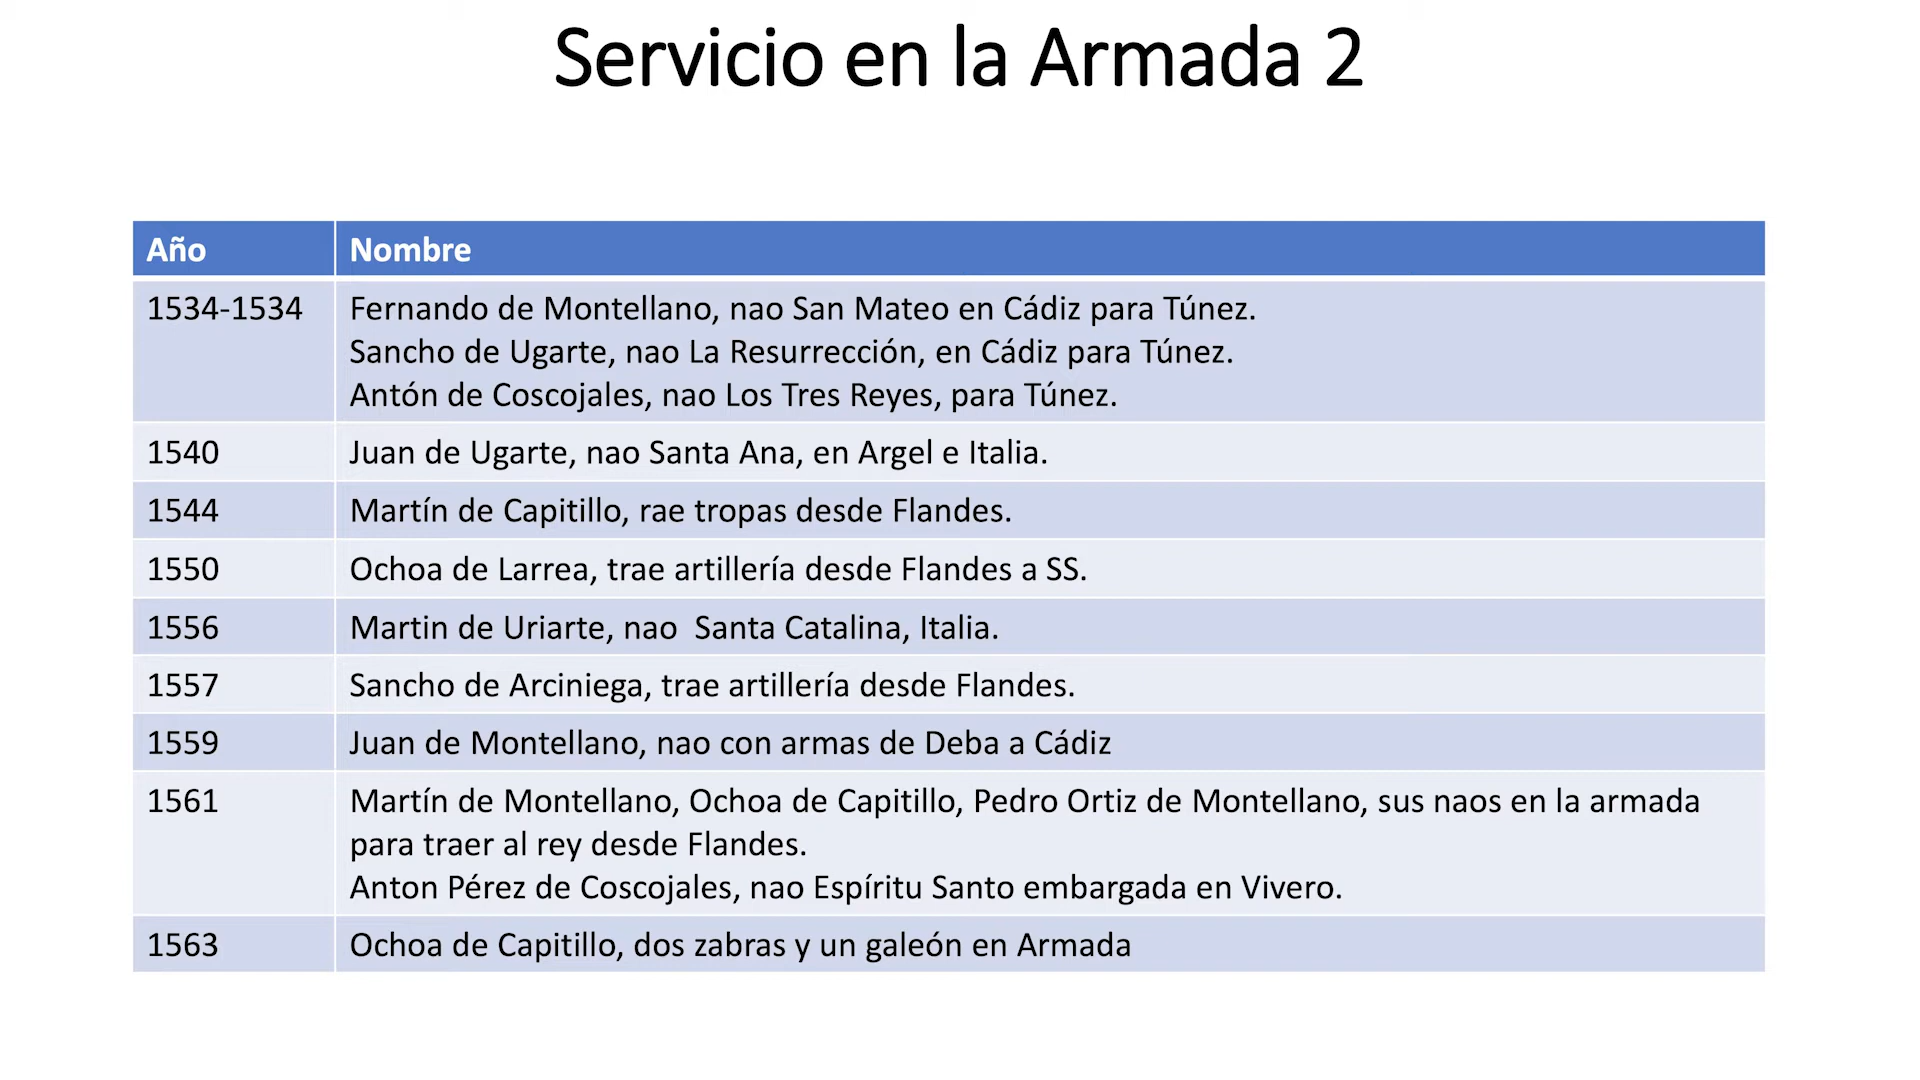 Servicio en la Armada 2
Año Nombre
1534-1534 Fernando de Montellano, nao San Mateo en Cádiz para Túnez.
Sancho de Ugarte, nao La Resurrección, en Cádiz para Túnez.
Antón de Coscojales, nao Los Tres Reyes, para Túnez.
1540 Juan de Ugarte, nao Santa Ana, en Argel e Italia.
1544 Martín de Capitillo, rae tropas desde Flandes.
1550 Ochoa de Larrea, trae artillería desde Flandes a SS.
1556 Martin de Uriarte, nao  Santa Catalina, Italia.
1557 Sancho de Arciniega, trae artillería desde Flandes.
1559 Juan de Montellano, nao con armas de Deba a Cádiz
1561 Martín de Montellano, Ochoa de Capitillo, Pedro Ortiz de Montellano, sus naos en la armada
para traer al rey desde Flandes.
Anton Pérez de Coscojales, nao Espíritu Santo embargada en Vivero.
1563 Ochoa de Capitillo, dos zabras y un galeón en Armada